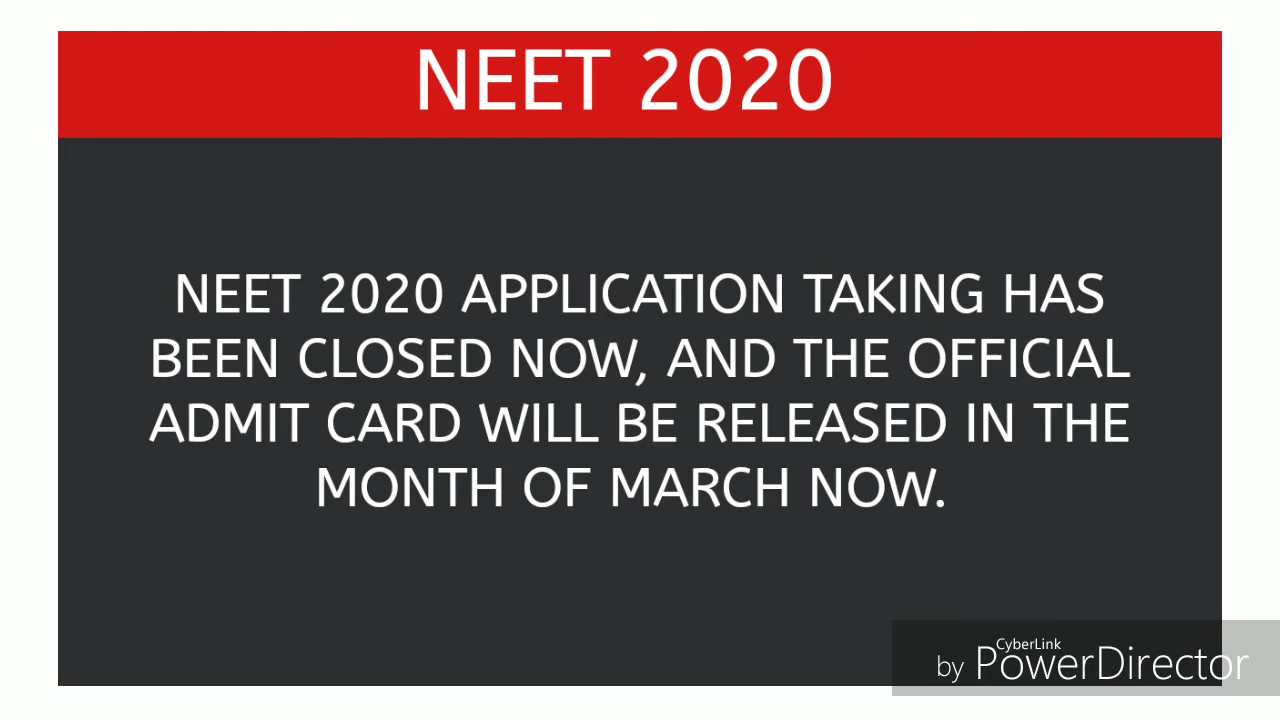 NEET 2020
NEET 2020 APPLICATION TAKING HAS
BEEN CLOSED NOW, AND THE OFFICIAL
ADMIT CARD WILL BE RELEASED IN THE
MONTH OF MARCH NOW.
CyberLink
by PowerDirector